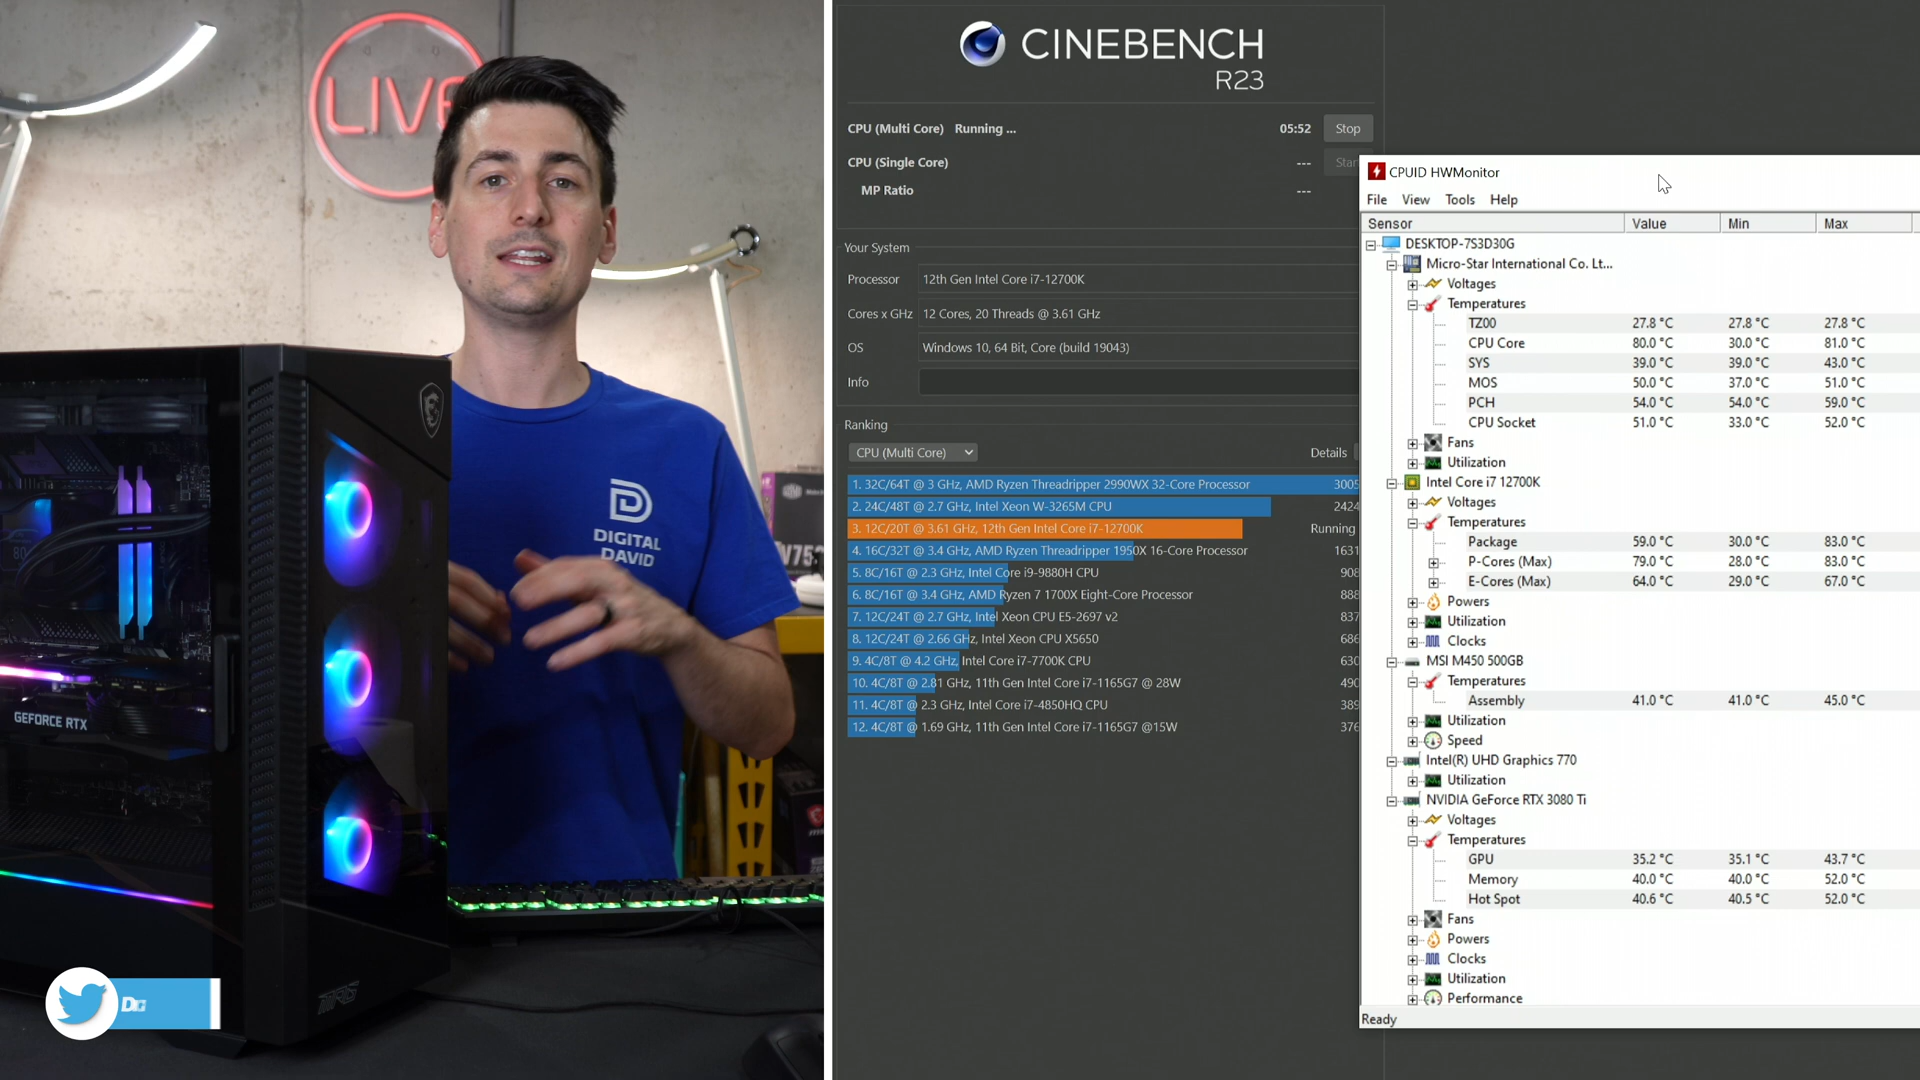 LIVE
DIGITAL
DAVID
GEFORCE RTX
CINEBENCH
R23
CPU (Multi Core) Running ... 05:52 Stop
CPU (Single Core) --- Star
MP Ratio ---
Your System
Processor 12th Gen Intel Core i7-12700K
Cores x GHz 12 Cores, 20 Threads @ 3.61 GHz
OS Windows 10, 64 Bit, Core (build 19043)
Info
Ranking
CPU (Multi Core) Details
1. 32C/64T @ 3 GHz, AMD Ryzen Threadripper 2990WX 32-Core Processor 3005
2. 24C/48T @ 2.7 GHz, Intel Xeon W-3265M CPU 2424
3. 12C/20T @ 3.61 GHz, 12th Gen Intel Core i7-12700K Running
4. 16C/32T @ 3.4 GHz, AMD Ryzen Threadripper 1950X 16-Core Processor 1631
5. 8C/16T @ 2.3 GHz, Intel Core i9-9880H CPU 908
6. 8C/16T @ 3.4 GHz, AMD Ryzen 7 1700X Eight-Core Processor 888
7. 12C/24T @ 2.7 GHz, Intel Xeon CPU E5-2697 v2 837
8. 12C/24T @ 2.66 GHz, Intel Xeon CPU X5650 686
9. 4C/8T @ 4.2 GHz, Intel Core i7-7700K CPU 630
10. 4C/8T @ 2.81 GHz, 11th Gen Intel Core i7-1165G7 @ 28W 490
11. 4C/8T @ 2.3 GHz, Intel Core i7-4850HQ CPU 389
12. 4C/8T @ 1.69 GHz, 11th Gen Intel Core i7-1165G7 @15W 376
CPUID HWMonitor
File View Tools Help
Sensor Value Min Max
DESKTOP-7S3D30G
Micro-Star International Co. Lt...
Voltages
Temperatures
TZ00 27.8 °C 27.8 °C 27.8 °C
CPU Core 80.0 °C 30.0 °C 81.0 °C
SYS 39.0 °C 39.0 °C 43.0 °C
MOS 50.0 °C 37.0 °C 51.0 °C
PCH 54.0 °C 54.0 °C 59.0 °C
CPU Socket 51.0 °C 33.0 °C 52.0 °C
Fans
Utilization
Intel Core i7 12700K
Voltages
Temperatures
Package 59.0 °C 30.0 °C 83.0 °C
P-Cores (Max) 79.0 °C 28.0 °C 83.0 °C
E-Cores (Max) 64.0 °C 29.0 °C 67.0 °C
Powers
Utilization
Clocks
MSI M450 500GB
Temperatures
Assembly 41.0 °C 41.0 °C 45.0 °C
Utilization
Speed
Intel(R) UHD Graphics 770
Utilization
NVIDIA GeForce RTX 3080 Ti
Voltages
Temperatures
GPU 35.2 °C 35.1 °C 43.7 °C
Memory 40.0 °C 40.0 °C 52.0 °C
Hot Spot 40.6 °C 40.5 °C 52.0 °C
Fans
Powers
Clocks
Utilization
Performance
Ready